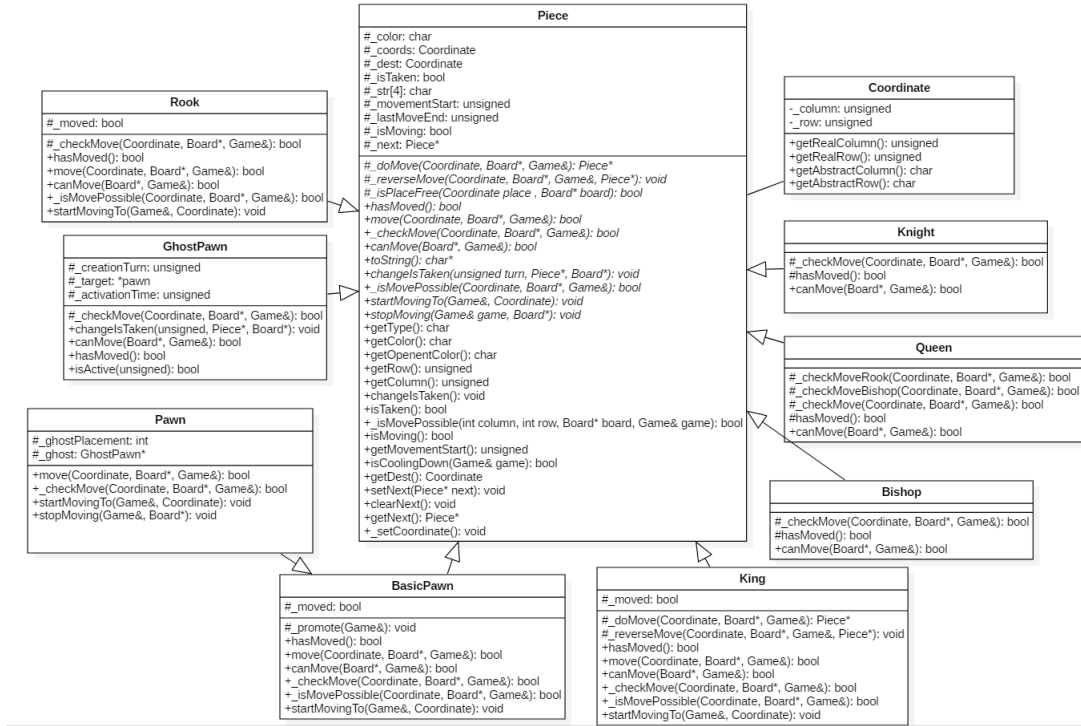 Piece
#_color: char
#_coords: Coordinate
#_dest: Coordinate
#_isTaken: bool
#_str[4]: char
#_movementStart: unsigned
#_lastMoveEnd: unsigned
#_isMoving: bool
#_next: Piece*
#_doMove(Coordinate, Board*, Game&): Piece*
#_reverseMove(Coordinate, Board*, Game&, Piece*): void
#_isPlaceFree(Coordinate place , Board* board): bool
+hasMoved(): bool
+move(Coordinate, Board*, Game&): bool
+_checkMove(Coordinate, Board*, Game&): bool
+canMove(Board*, Game&): bool
+toString(): char*
+changeIsTaken(unsigned turn, Piece*, Board*): void
+_isMovePossible(Coordinate, Board*, Game&): bool
+startMovingTo(Game&, Coordinate): void
+stopMoving(Game& game, Board*): void
+getType(): char
+getColor(): char
+getOpenentColor(): char
+getRow(): unsigned
+getColumn(): unsigned
+changeIsTaken(): void
+isTaken(): bool
+_isMovePossible(int column, int row, Board* board, Game& game): bool
+isMoving(): bool
+getMovementStart(): unsigned
+isCoolingDown(Game& game): bool
+getDest(): Coordinate
+setNext(Piece* next): void
+clearNext(): void
+getNext(): Piece*
+_setCoordinate(): void
Rook
#_moved: bool
#_checkMove(Coordinate, Board*, Game&): bool
+hasMoved(): bool
+move(Coordinate, Board*, Game&): bool
+canMove(Board*, Game&): bool
+_isMovePossible(Coordinate, Board*, Game&): bool
+startMovingTo(Game&, Coordinate): void
GhostPawn
#_creationTurn: unsigned
#_target: *pawn
#_activationTime: unsigned
#_checkMove(Coordinate, Board*, Game&): bool
+changeIsTaken(unsigned, Piece*, Board*): void
+canMove(Board*, Game&): bool
+hasMoved(): bool
+isActive(unsigned): bool
Pawn
#_ghostPlacement: int
#_ghost: GhostPawn*
+move(Coordinate, Board*, Game&): bool
+_checkMove(Coordinate, Board*, Game&): bool
+startMovingTo(Game&, Coordinate): void
+stopMoving(Game&, Board*): void
BasicPawn
#_moved: bool
#_promote(Game&): void
+hasMoved(): bool
+move(Coordinate, Board*, Game&): bool
+canMove(Board*, Game&): bool
+_checkMove(Coordinate, Board*, Game&): bool
+_isMovePossible(Coordinate, Board*, Game&): bool
+startMovingTo(Game&, Coordinate): void
King
#_moved: bool
#_doMove(Coordinate, Board*, Game&): Piece*
#_reverseMove(Coordinate, Board*, Game&, Piece*): void
+hasMoved(): bool
+move(Coordinate, Board*, Game&): bool
+canMove(Board*, Game&): bool
+_checkMove(Coordinate, Board*, Game&): bool
+_isMovePossible(Coordinate, Board*, Game&): bool
+startMovingTo(Game&, Coordinate): void
Coordinate
-_column: unsigned
-_row: unsigned
+getRealColumn(): unsigned
+getRealRow(): unsigned
+getAbstractColumn(): char
+getAbstractRow(): char
Knight
#_checkMove(Coordinate, Board*, Game&): bool
#hasMoved(): bool
+canMove(Board*, Game&): bool
Queen
#_checkMoveRook(Coordinate, Board*, Game&): bool
#_checkMoveBishop(Coordinate, Board*, Game&): bool
#_checkMove(Coordinate, Board*, Game&): bool
#hasMoved(): bool
+canMove(Board*, Game&): bool
Bishop
#_checkMove(Coordinate, Board*, Game&): bool
#hasMoved(): bool
+canMove(Board*, Game&): bool